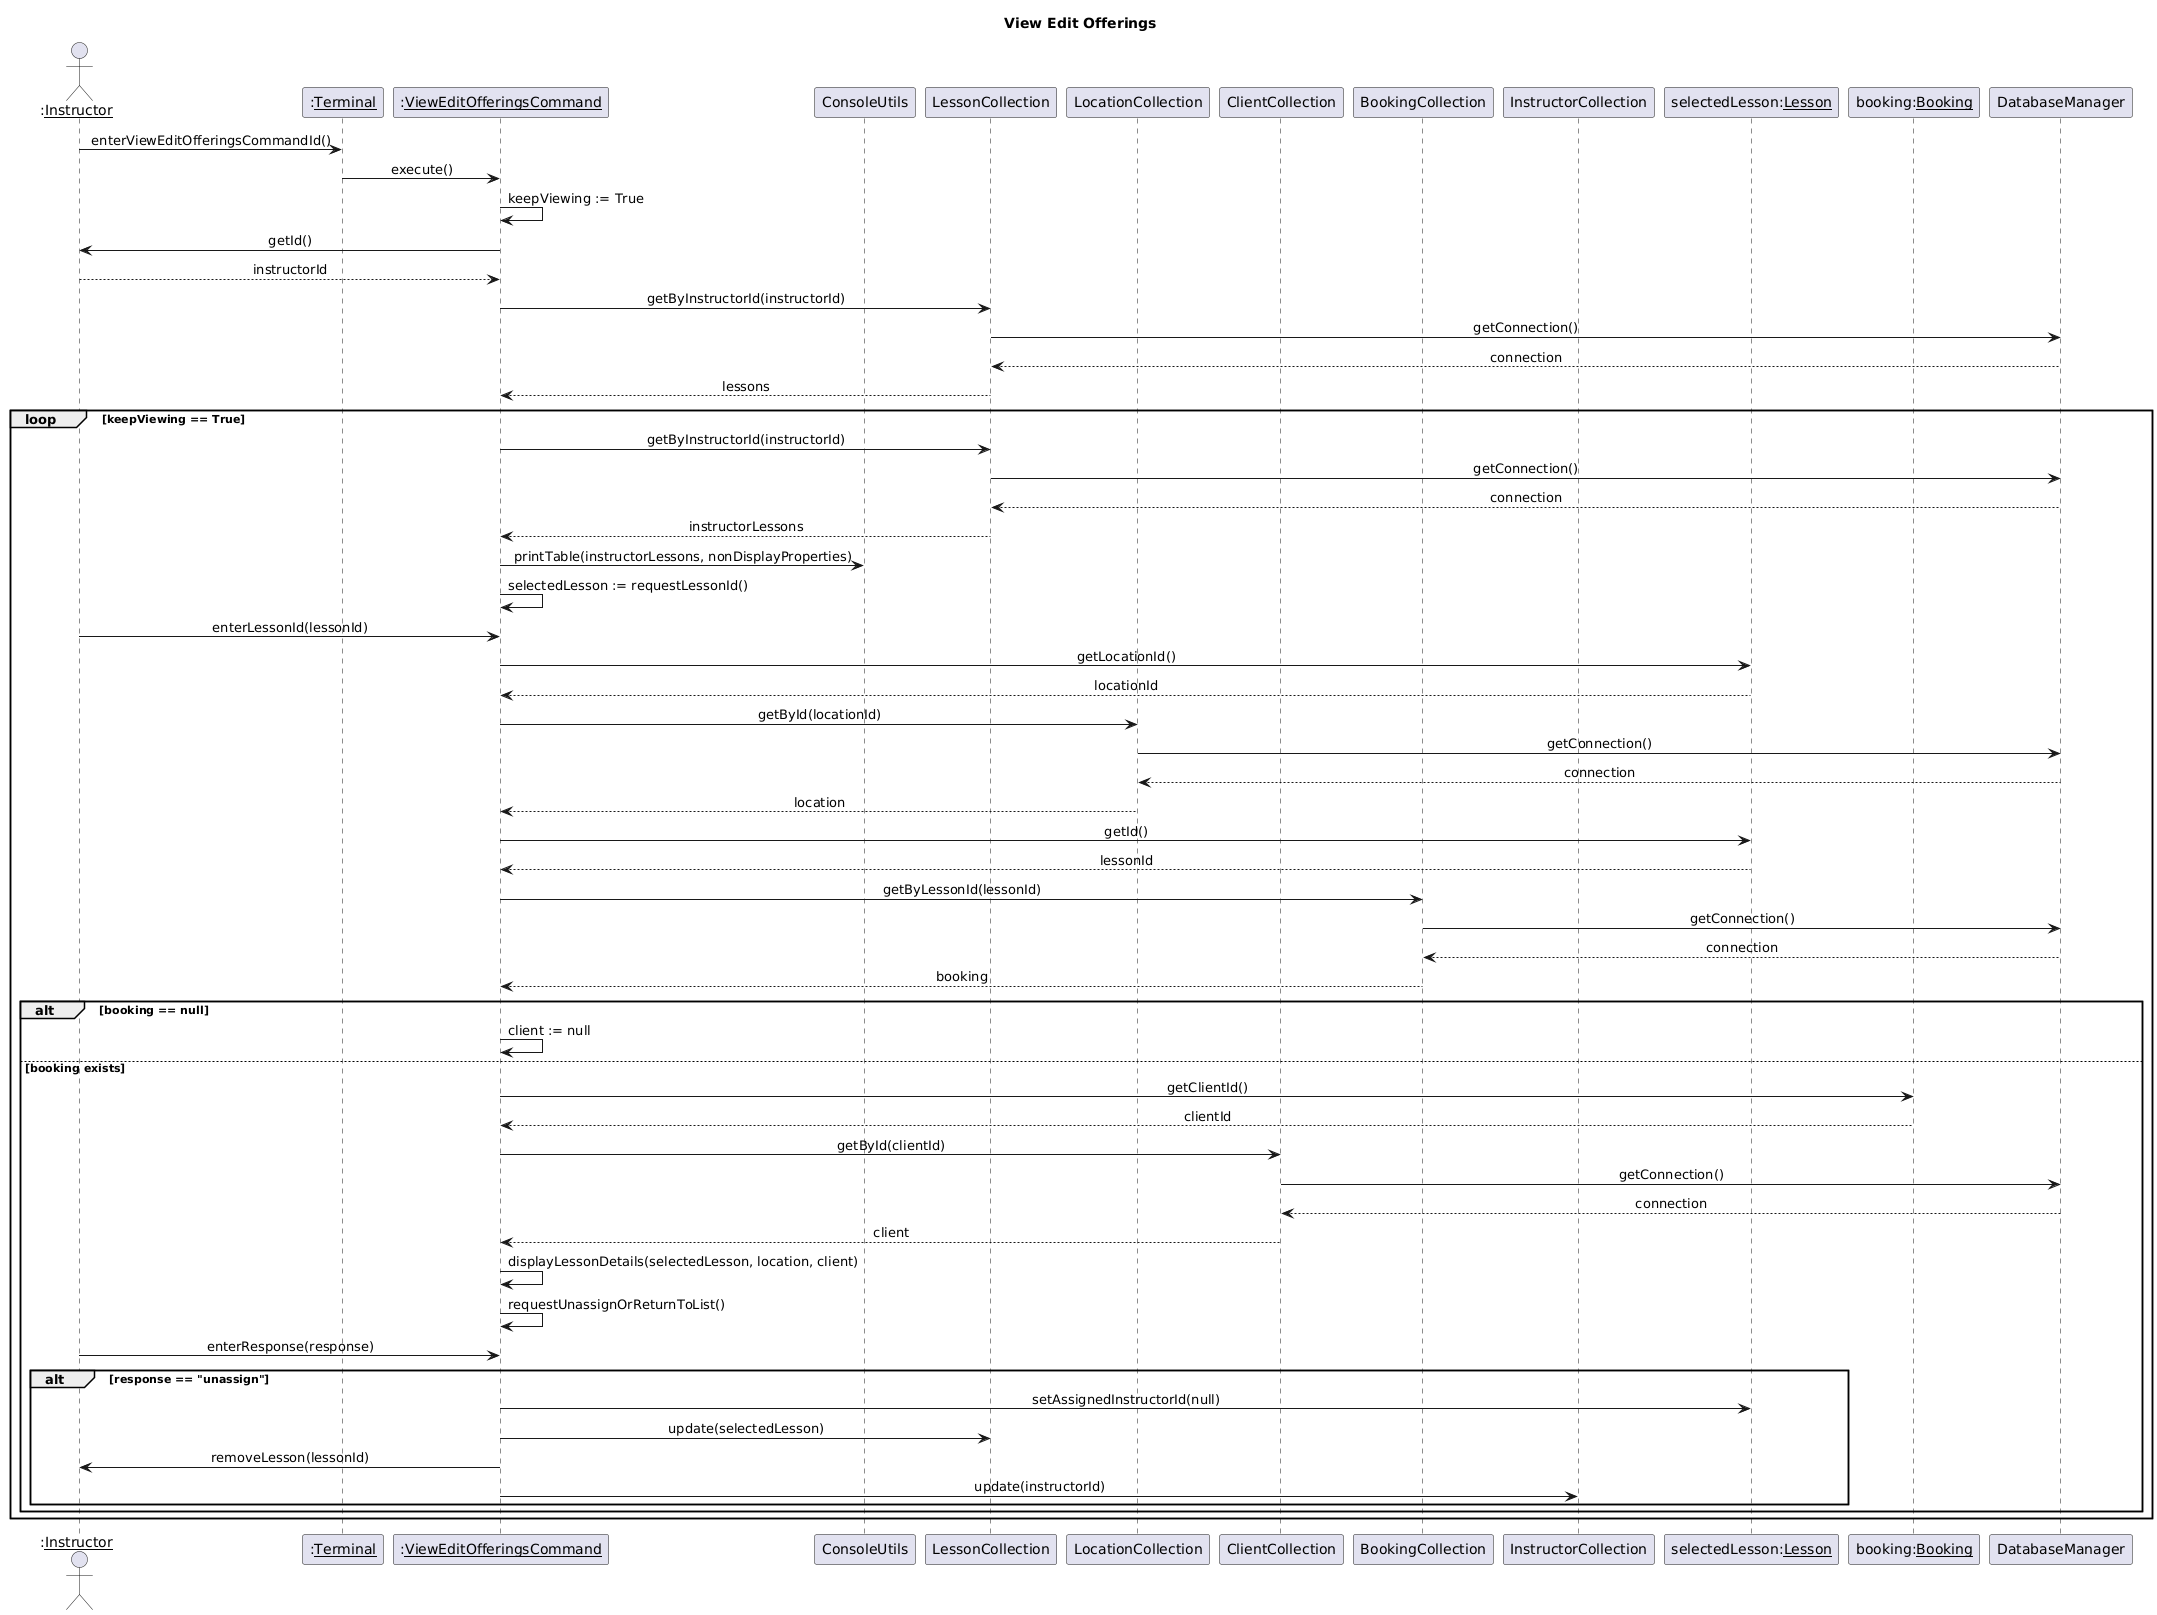 View Edit Offerings
:Instructor
:Terminal
:ViewEditOfferingsCommand
ConsoleUtils
LessonCollection
LocationCollection
ClientCollection
BookingCollection
InstructorCollection
selectedLesson:Lesson
booking:Booking
DatabaseManager
enterViewEditOfferingsCommandId()
execute()
keepViewing := True
getId()
instructorId
getByInstructorId(instructorId)
getConnection()
connection
lessons
loop [keepViewing == True]
getByInstructorId(instructorId)
getConnection()
connection
instructorLessons
printTable(instructorLessons, nonDisplayProperties)
selectedLesson := requestLessonId()
enterLessonId(lessonId)
getLocationId()
locationId
getById(locationId)
getConnection()
connection
location
getId()
lessonId
getByLessonId(lessonId)
getConnection()
connection
booking
alt [booking == null]
client := null
[booking exists]
getClientId()
clientId
getById(clientId)
getConnection()
connection
client
displayLessonDetails(selectedLesson, location, client)
requestUnassignOrReturnToList()
enterResponse(response)
alt [response == "unassign"]
setAssignedInstructorId(null)
update(selectedLesson)
removeLesson(lessonId)
update(instructorId)
:Instructor
:Terminal
:ViewEditOfferingsCommand
ConsoleUtils
LessonCollection
LocationCollection
ClientCollection
BookingCollection
InstructorCollection
selectedLesson:Lesson
booking:Booking
DatabaseManager